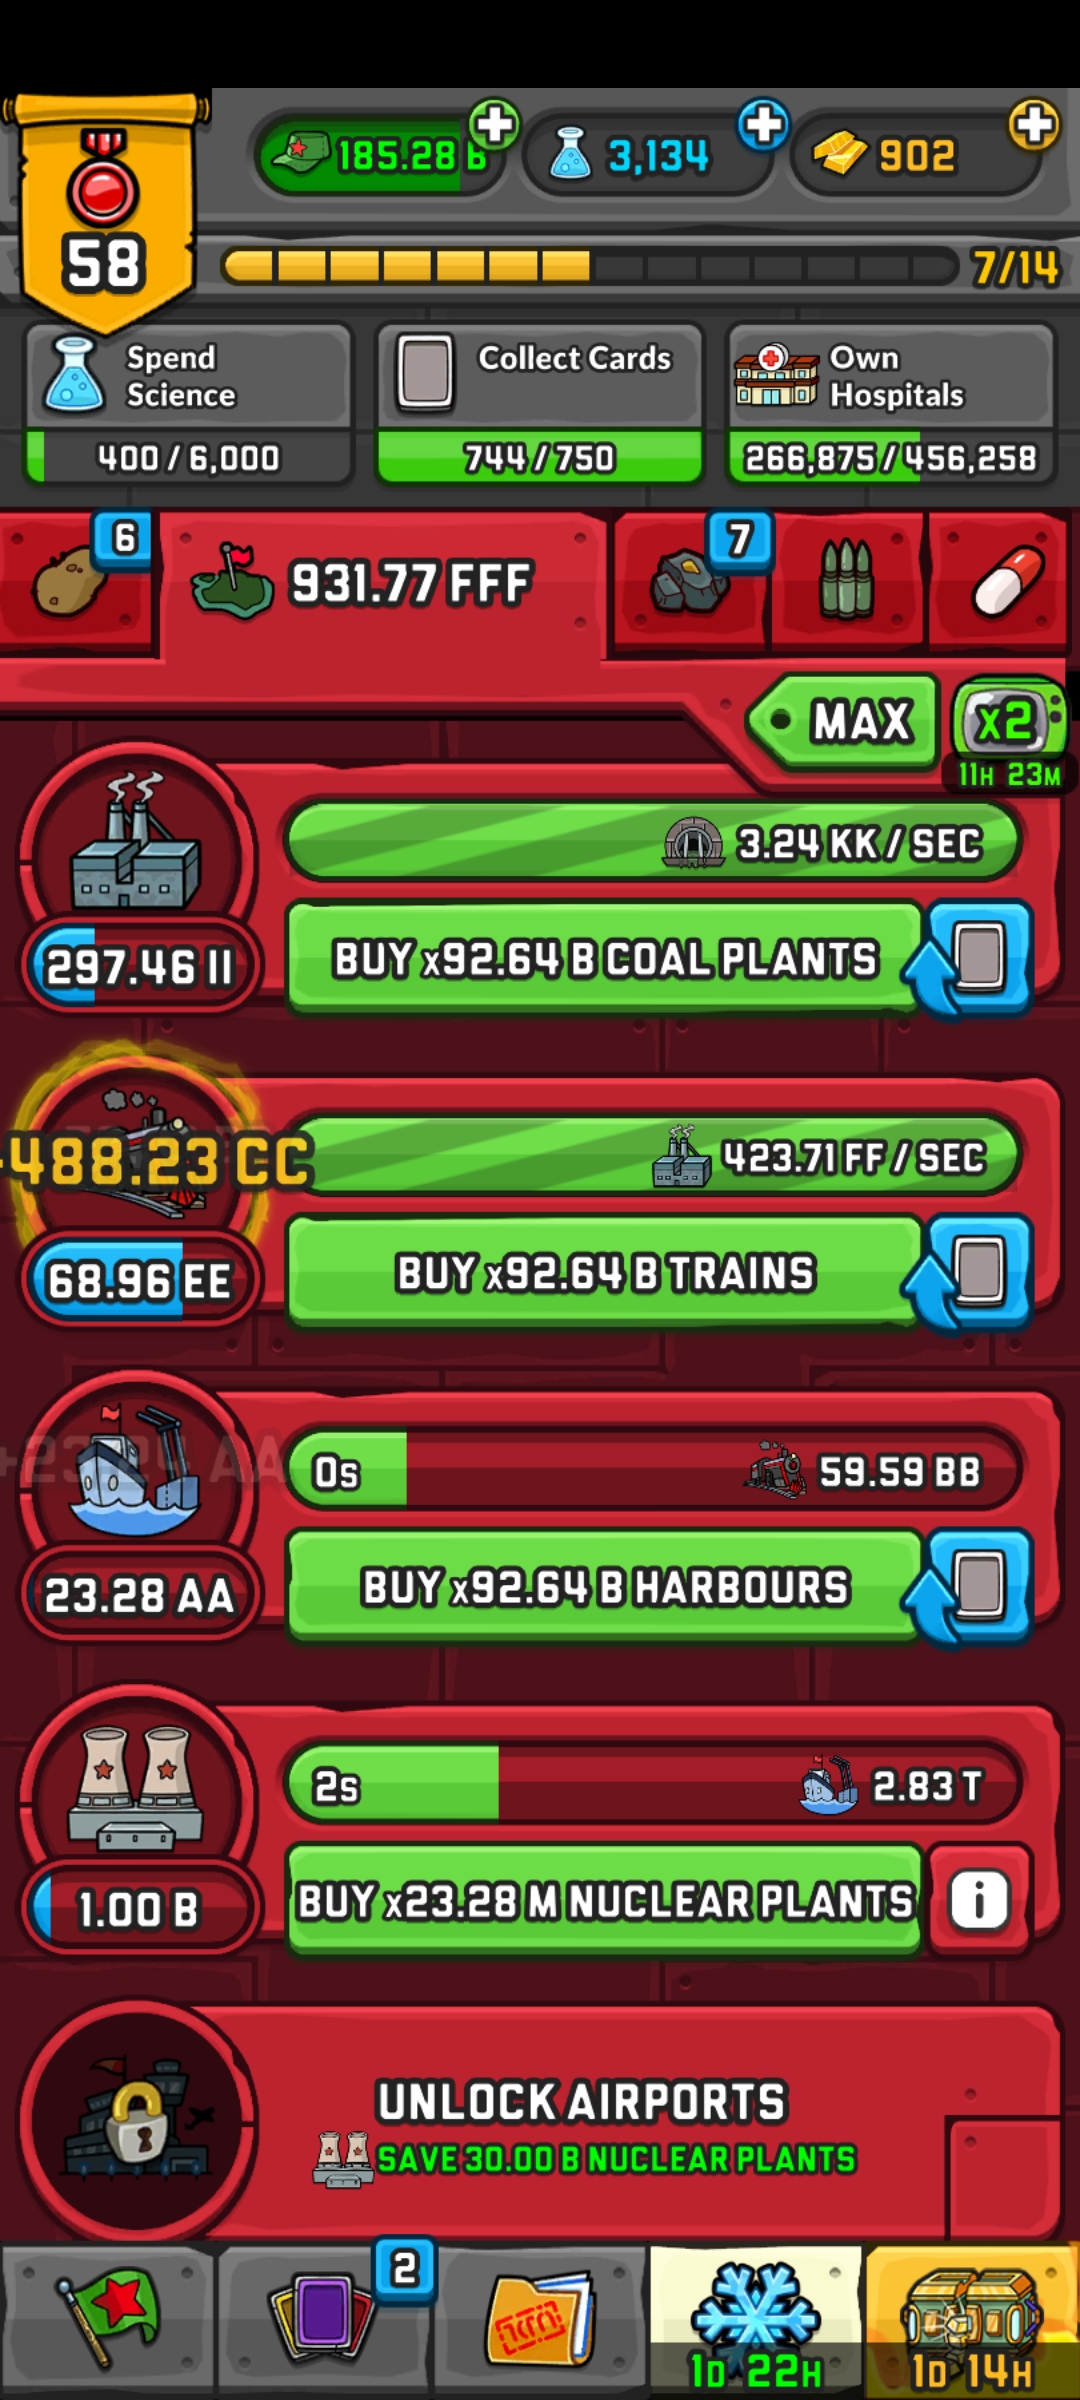 185.28 B
3,134
902
58
7/14
Spend
Science
400 / 6,000
Collect Cards
744 / 750
Own
Hospitals
266,875 / 456,258
6
931.77 FFF
7
MAX
x2
11H 23M
3.24 KK / SEC
297.46 II
BUY x92.64 B COAL PLANTS
488.23 CC
423.71 FF / SEC
68.96 EE
BUY x92.64 B TRAINS
0s
59.59 BB
23.28 AA
BUY x92.64 B HARBOURS
2s
2.83 T
1.00 B
BUY x23.28 M NUCLEAR PLANTS
i
UNLOCK AIRPORTS
SAVE 30.00 B NUCLEAR PLANTS
2
1D 22H
1D 14H